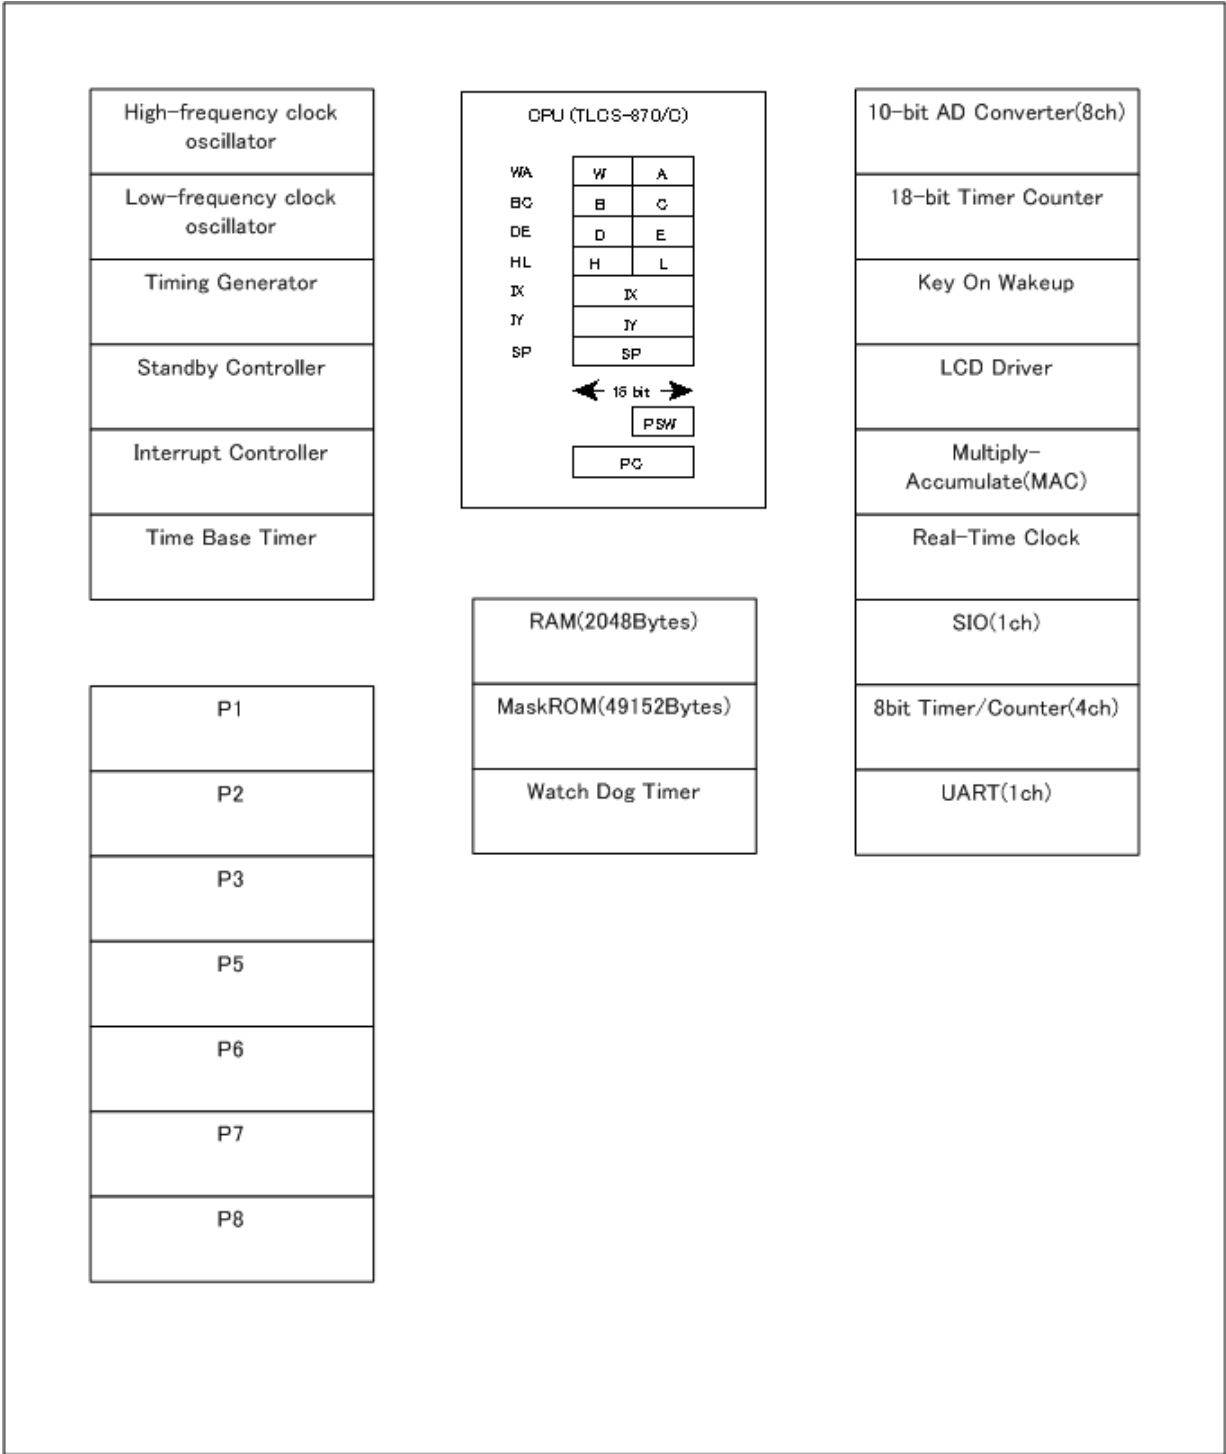 High-frequency clock
oscillator
Low-frequency clock
oscillator
Timing Generator
Standby Controller
Interrupt Controller
Time Base Timer
P1
P2
P3
P5
P6
P7
P8
CPU (TLCS-870/C)
WA W A
BC B C
DE D E
HL H L
IX IX
IY IY
SP SP
16 bit
PSW
PC
RAM(2048Bytes)
MaskROM(49152Bytes)
Watch Dog Timer
10-bit AD Converter(8ch)
18-bit Timer Counter
Key On Wakeup
LCD Driver
Multiply-
Accumulate(MAC)
Real-Time Clock
SIO(1ch)
8bit Timer/Counter(4ch)
UART(1ch)